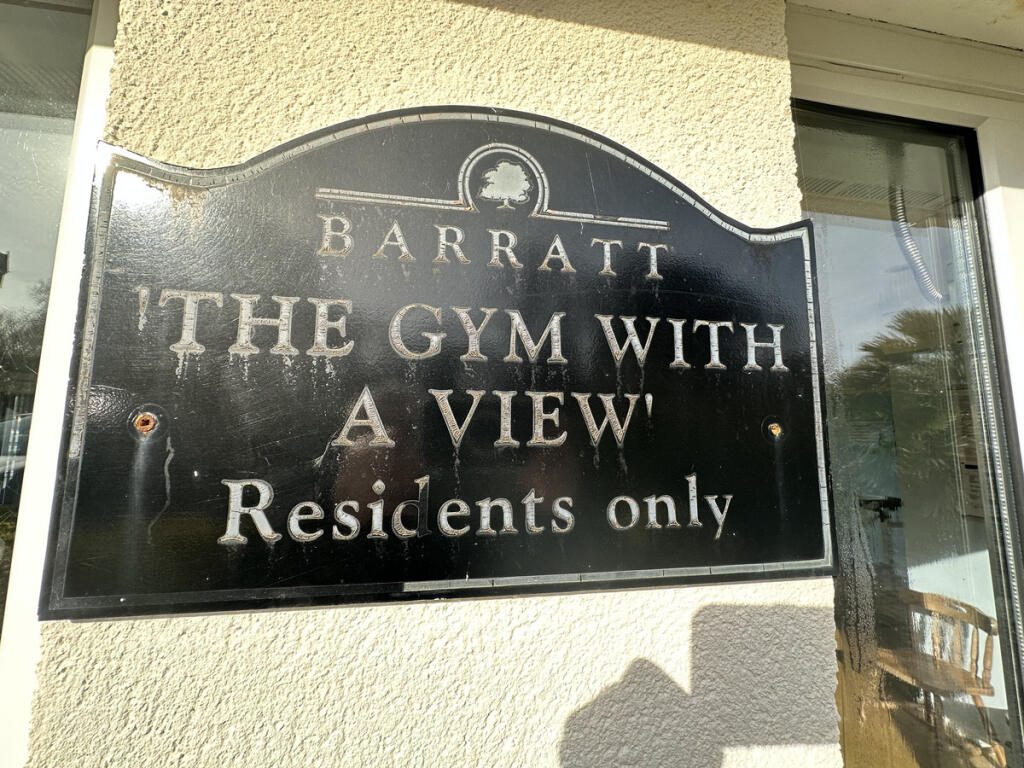 BARRATT
'THE GYM WITH
A VIEW'
Residents only